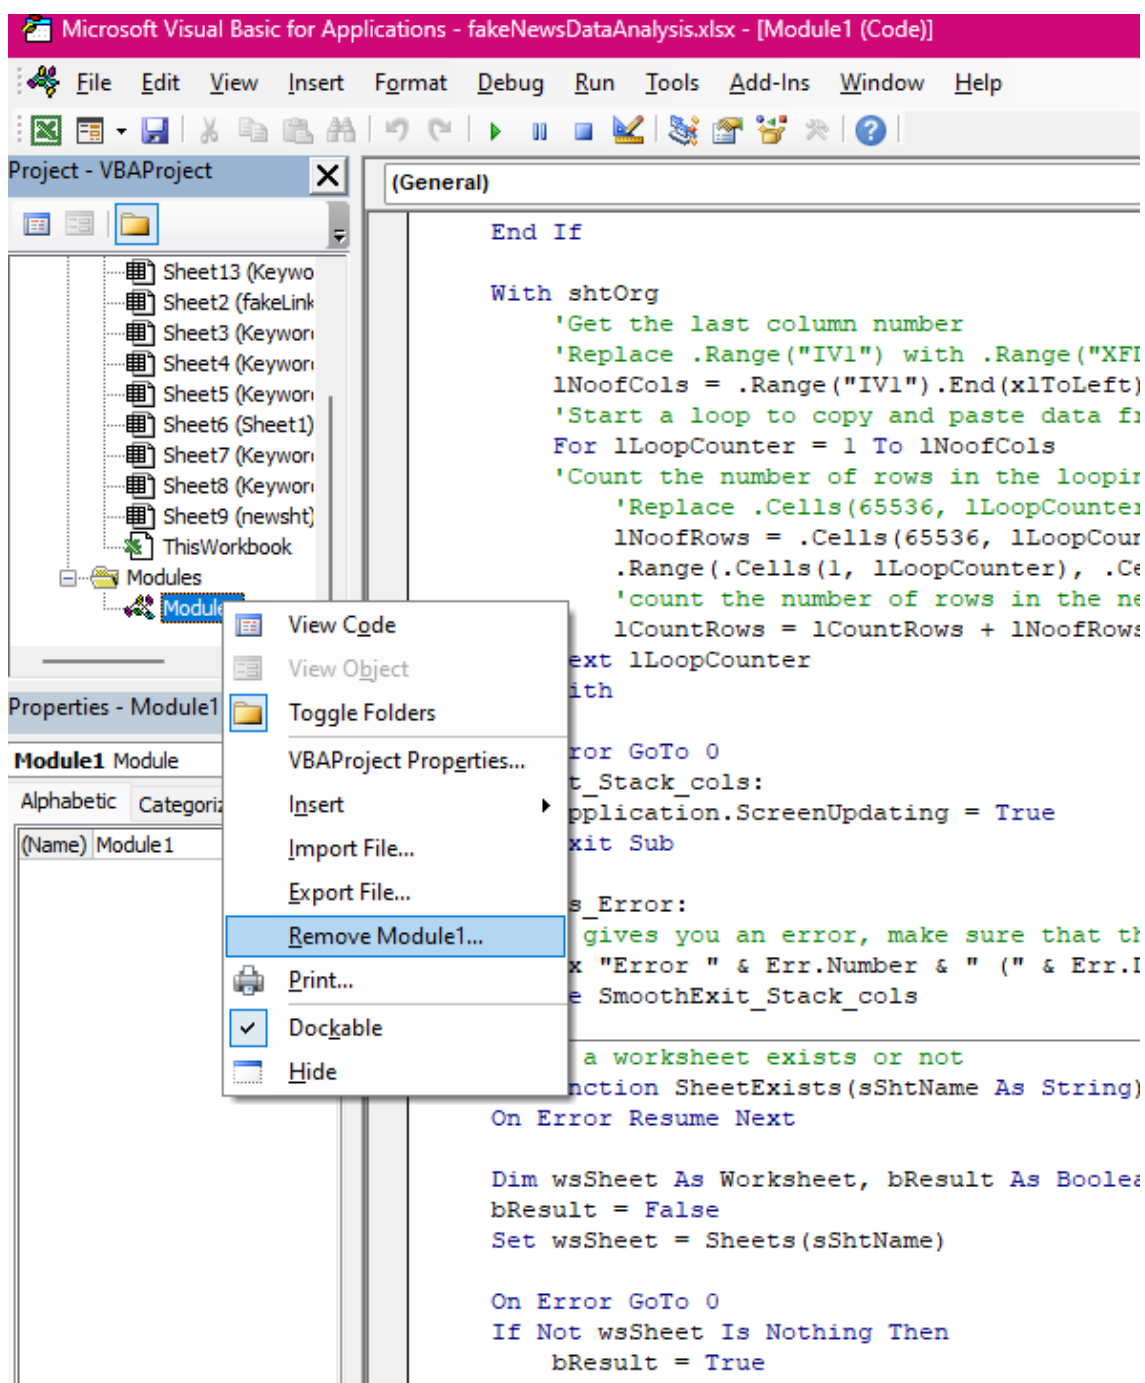 Microsoft Visual Basic for Applications - fakeNewsDataAnalysis.xlsx - [Module1 (Code)]
File Edit View Insert Format Debug Run Tools Add-Ins Window Help
Project - VBAProject
Sheet13 (Keywo
Sheet2 (fakeLink
Sheet3 (Keywor
Sheet4 (Keywor
Sheet5 (Keywor
Sheet6 (Sheet1)
Sheet7 (Keywor
Sheet8 (Keywor
Sheet9 (newsht)
ThisWorkbook
Modules
Module
Properties - Module1
Module1 Module
Alphabetic Categori
(Name) Module1
View Code
View Object
Toggle Folders
VBAProject Properties...
Insert
Import File...
Export File...
Remove Module1...
Print...
Dockable
Hide
(General)
End If
With shtOrg
'Get the last column number
'Replace .Range("IV1") with .Range("XF
lNoofCols = .Range("IV1").End(xlToLeft)
'Start a loop to copy and paste data f
For lLoopCounter = 1 To lNoofCols
'Count the number of rows in the loopi
'Replace .Cells(65536, lLoopCounter
lNoofRows = .Cells(65536, lLoopCoun
.Range(.Cells(1, lLoopCounter), .Ce
'count the number of rows in the ne
lCountRows = lCountRows + lNoofRows
ext lLoopCounter
ith
ror GoTo 0
t_Stack_cols:
pplication.ScreenUpdating = True
xit Sub
s_Error:
gives you an error, make sure that th
x "Error " & Err.Number & " (" & Err.D
e SmoothExit_Stack_cols
a worksheet exists or not
nction SheetExists(sShtName As String)
On Error Resume Next
Dim wsSheet As Worksheet, bResult As Boolea
bResult = False
Set wsSheet = Sheets(sShtName)
On Error GoTo 0
If Not wsSheet Is Nothing Then
bResult = True